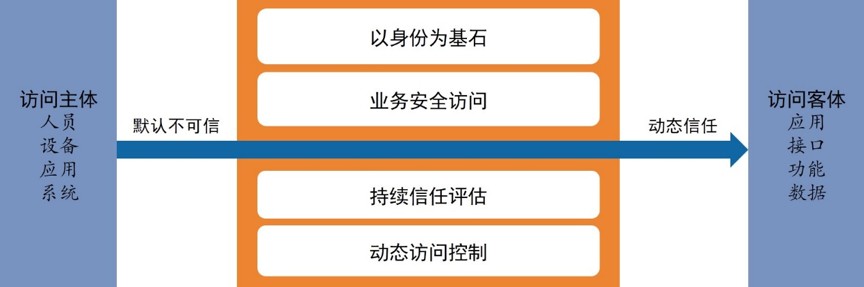 访问主体
人员
设备
应用
系统
默认不可信
以身份为基石
业务安全访问
持续信任评估
动态访问控制
动态信任
访问客体
应用
接口
功能
数据